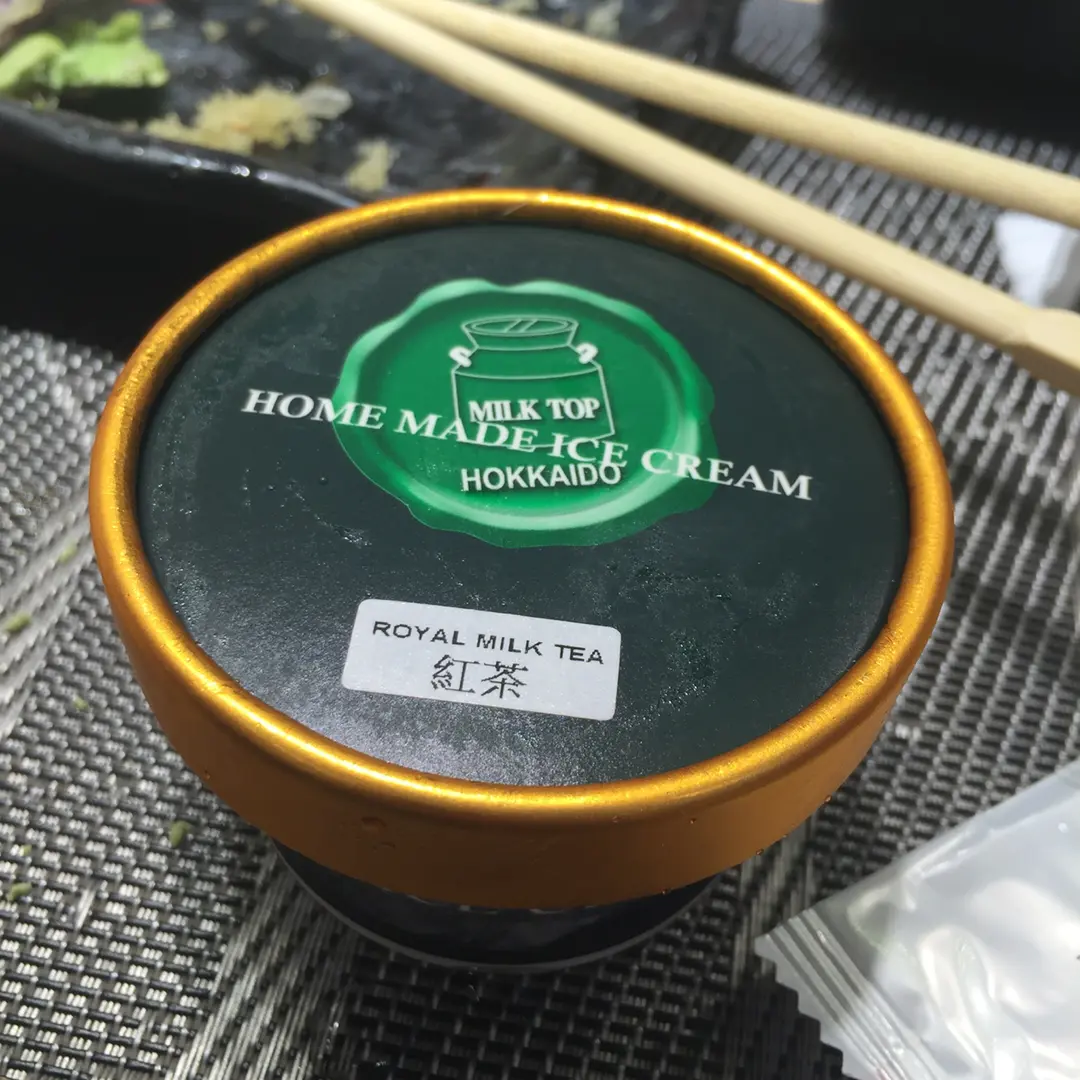 MILK TOP
HOME MADE ICE CREAM
HOKKAIDO
ROYAL MILK TEA
紅茶